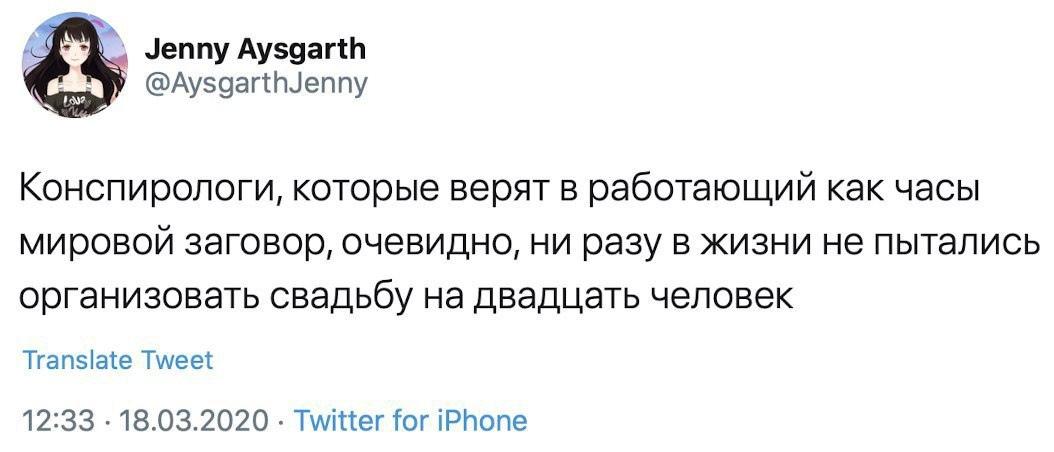 Jenny Aysgarth
@AysgarthJenny
Конспирологи, которые верят в работающий как часы
мировой заговор, очевидно, ни разу в жизни не пытались
организовать свадьбу на двадцать человек
Translate Tweet
12:33 · 18.03.2020 · Twitter for iPhone